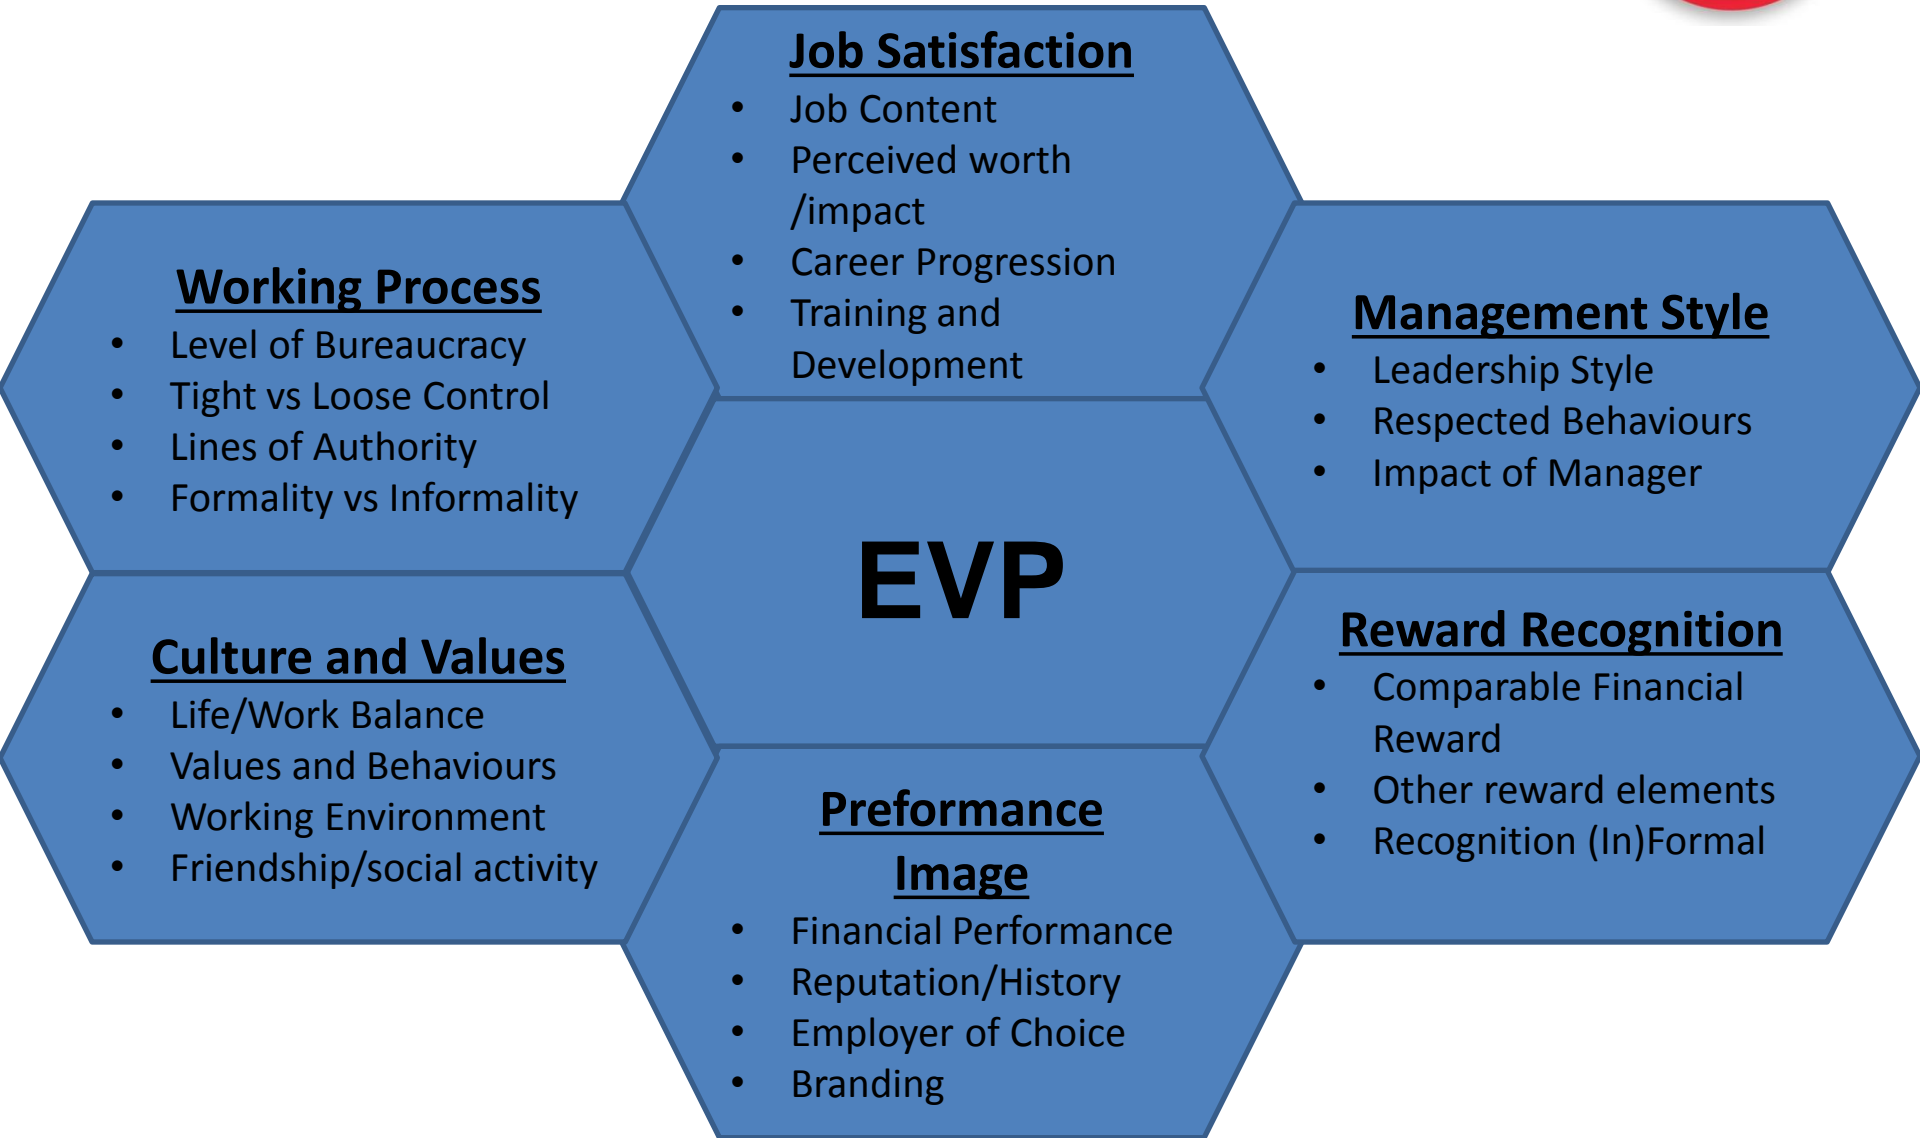 Job Satisfaction
• Job Content
• Perceived worth
/impact
• Career Progression
• Training and
Development
Working Process
• Level of Bureaucracy
• Tight vs Loose Control
• Lines of Authority
• Formality vs Informality
Management Style
• Leadership Style
• Respected Behaviours
• Impact of Manager
EVP
Culture and Values
• Life/Work Balance
• Values and Behaviours
• Working Environment
• Friendship/social activity
Reward Recognition
• Comparable Financial
Reward
• Other reward elements
• Recognition (In)Formal
Preformance
Image
• Financial Performance
• Reputation/History
• Employer of Choice
• Branding